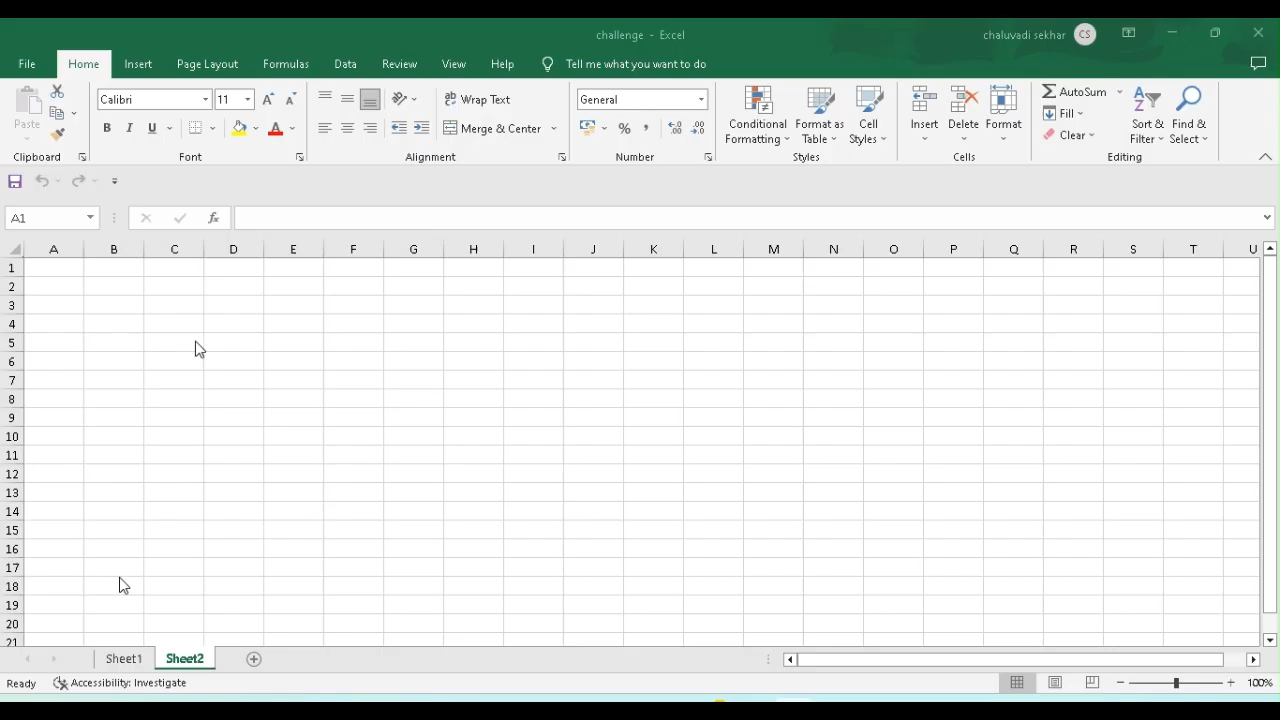 challenge - Excel
chaluvadi sekhar CS
File Home Insert Page Layout Formulas Data Review View Help Tell me what you want to do
Paste
Calibri 11
B I U
Wrap Text
Merge & Center
General
Conditional Formatting
Format as Table
Cell Styles
Insert Delete Format
AutoSum
Fill
Clear
Sort & Filter
Find & Select
Clipboard Font Alignment Number Styles Cells Editing
A1 fx
A B C D E F G H I J K L M N O P Q R S T U
1
2
3
4
5
6
7
8
9
10
11
12
13
14
15
16
17
18
19
20
21
Sheet1 Sheet2
Ready Accessibility: Investigate 100%